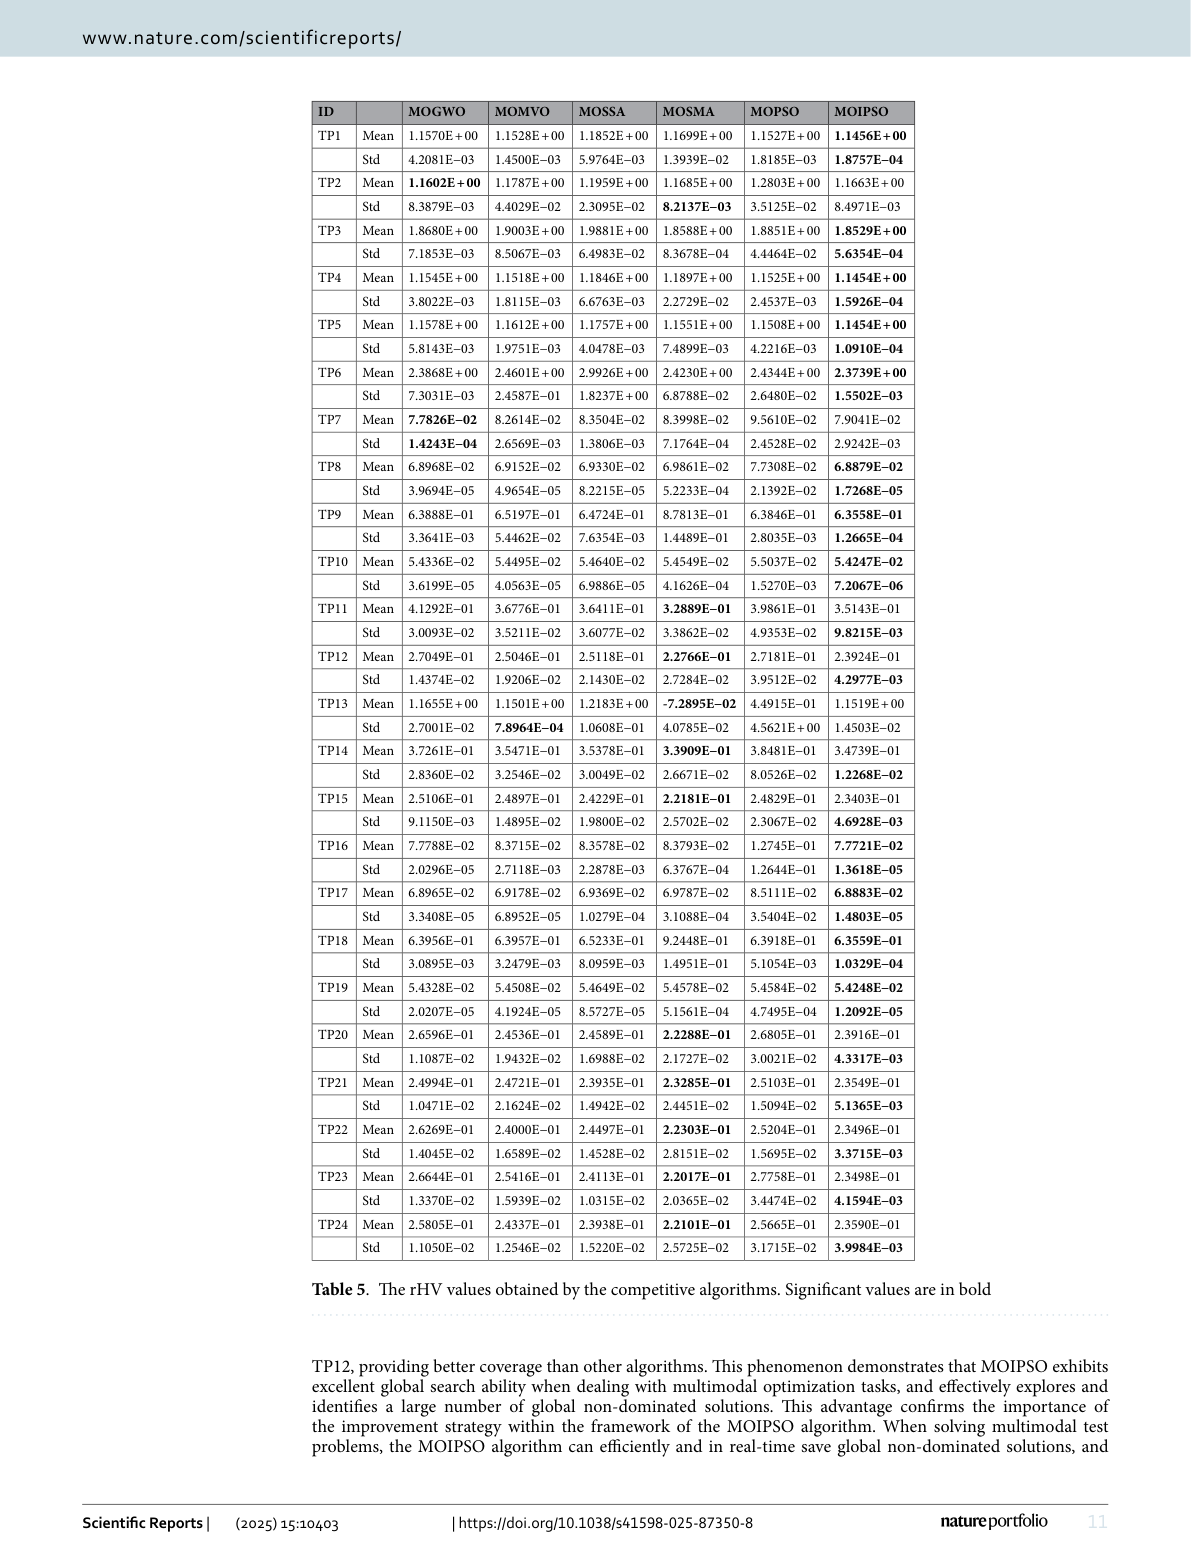 www.nature.com/scientificreports/
ID MOGWO MOMVO MOSSA MOSMA MOPSO MOIPSO
TP1 Mean 1.1570E+00 1.1528E+00 1.1852E+00 1.1699E+00 1.1527E+00 1.1456E+00
Std 4.2081E−03 1.4500E−03 5.9764E−03 1.3939E−02 1.8185E−03 1.8757E−04
TP2 Mean 1.1602E+00 1.1787E+00 1.1959E+00 1.1685E+00 1.2803E+00 1.1663E+00
Std 8.3879E−03 4.4029E−02 2.3095E−02 8.2137E−03 3.5125E−02 8.4971E−03
TP3 Mean 1.8680E+00 1.9003E+00 1.9881E+00 1.8588E+00 1.8851E+00 1.8529E+00
Std 7.1853E−03 8.5067E−03 6.4983E−02 8.3678E−04 4.4464E−02 5.6354E−04
TP4 Mean 1.1545E+00 1.1518E+00 1.1846E+00 1.1897E+00 1.1525E+00 1.1454E+00
Std 3.8022E−03 1.8115E−03 6.6763E−03 2.2729E−02 2.4537E−03 1.5926E−04
TP5 Mean 1.1578E+00 1.1612E+00 1.1757E+00 1.1551E+00 1.1508E+00 1.1454E+00
Std 5.8143E−03 1.9751E−03 4.0478E−03 7.4899E−03 4.2216E−03 1.0910E−04
TP6 Mean 2.3868E+00 2.4601E+00 2.9926E+00 2.4230E+00 2.4344E+00 2.3739E+00
Std 7.3031E−03 2.4587E−01 1.8237E+00 6.8788E−02 2.6480E−02 1.5502E−03
TP7 Mean 7.7826E−02 8.2614E−02 8.3504E−02 8.3998E−02 9.5610E−02 7.9041E−02
Std 1.4243E−04 2.6569E−03 1.3806E−03 7.1764E−04 2.4528E−02 2.9242E−03
TP8 Mean 6.8968E−02 6.9152E−02 6.9330E−02 6.9861E−02 7.7308E−02 6.8879E−02
Std 3.9694E−05 4.9654E−05 8.2215E−05 5.2233E−04 2.1392E−02 1.7268E−05
TP9 Mean 6.3888E−01 6.5197E−01 6.4724E−01 8.7813E−01 6.3846E−01 6.3558E−01
Std 3.3641E−03 5.4462E−02 7.6354E−03 1.4489E−01 2.8035E−03 1.2665E−04
TP10 Mean 5.4336E−02 5.4495E−02 5.4640E−02 5.4549E−02 5.5037E−02 5.4247E−02
Std 3.6199E−05 4.0563E−05 6.9886E−05 4.1626E−04 1.5270E−03 7.2067E−06
TP11 Mean 4.1292E−01 3.6776E−01 3.6411E−01 3.2889E−01 3.9861E−01 3.5143E−01
Std 3.0093E−02 3.5211E−02 3.6077E−02 3.3862E−02 4.9353E−02 9.8215E−03
TP12 Mean 2.7049E−01 2.5046E−01 2.5118E−01 2.2766E−01 2.7181E−01 2.3924E−01
Std 1.4374E−02 1.9206E−02 2.1430E−02 2.7284E−02 3.9512E−02 4.2977E−03
TP13 Mean 1.1655E+00 1.1501E+00 1.2183E+00 -7.2895E−02 4.4915E−01 1.1519E+00
Std 2.7001E−02 7.8964E−04 1.0608E−01 4.0785E−02 4.5621E+00 1.4503E−02
TP14 Mean 3.7261E−01 3.5471E−01 3.5378E−01 3.3909E−01 3.8481E−01 3.4739E−01
Std 2.8360E−02 3.2546E−02 3.0049E−02 2.6671E−02 8.0526E−02 1.2268E−02
TP15 Mean 2.5106E−01 2.4897E−01 2.4229E−01 2.2181E−01 2.4829E−01 2.3403E−01
Std 9.1150E−03 1.4895E−02 1.9800E−02 2.5702E−02 2.3067E−02 4.6928E−03
TP16 Mean 7.7788E−02 8.3715E−02 8.3578E−02 8.3793E−02 1.2745E−01 7.7721E−02
Std 2.0296E−05 2.7118E−03 2.2878E−03 6.3767E−04 1.2644E−01 1.3618E−05
TP17 Mean 6.8965E−02 6.9178E−02 6.9369E−02 6.9787E−02 8.5111E−02 6.8883E−02
Std 3.3408E−05 6.8952E−05 1.0279E−04 3.1088E−04 3.5404E−02 1.4803E−05
TP18 Mean 6.3956E−01 6.3957E−01 6.5233E−01 9.2448E−01 6.3918E−01 6.3559E−01
Std 3.0895E−03 3.2479E−03 8.0959E−03 1.4951E−01 5.1054E−03 1.0329E−04
TP19 Mean 5.4328E−02 5.4508E−02 5.4649E−02 5.4578E−02 5.4584E−02 5.4248E−02
Std 2.0207E−05 4.1924E−05 8.5727E−05 5.1561E−04 4.7495E−04 1.2092E−05
TP20 Mean 2.6596E−01 2.4536E−01 2.4589E−01 2.2288E−01 2.6805E−01 2.3916E−01
Std 1.1087E−02 1.9432E−02 1.6988E−02 2.1727E−02 3.0021E−02 4.3317E−03
TP21 Mean 2.4994E−01 2.4721E−01 2.3935E−01 2.3285E−01 2.5103E−01 2.3549E−01
Std 1.0471E−02 2.1624E−02 1.4942E−02 2.4451E−02 1.5094E−02 5.1365E−03
TP22 Mean 2.6269E−01 2.4000E−01 2.4497E−01 2.2303E−01 2.5204E−01 2.3496E−01
Std 1.4045E−02 1.6589E−02 1.4528E−02 2.8151E−02 1.5695E−02 3.3715E−03
TP23 Mean 2.6644E−01 2.5416E−01 2.4113E−01 2.2017E−01 2.7758E−01 2.3498E−01
Std 1.3370E−02 1.5939E−02 1.0315E−02 2.0365E−02 3.4474E−02 4.1594E−03
TP24 Mean 2.5805E−01 2.4337E−01 2.3938E−01 2.2101E−01 2.5665E−01 2.3590E−01
Std 1.1050E−02 1.2546E−02 1.5220E−02 2.5725E−02 3.1715E−02 3.9984E−03
Table 5. The rHV values obtained by the competitive algorithms. Significant values are in bold
TP12, providing better coverage than other algorithms. This phenomenon demonstrates that MOIPSO exhibits
excellent global search ability when dealing with multimodal optimization tasks, and effectively explores and
identifies a large number of global non-dominated solutions. This advantage confirms the importance of
the improvement strategy within the framework of the MOIPSO algorithm. When solving multimodal test
problems, the MOIPSO algorithm can efficiently and in real-time save global non-dominated solutions, and
Scientific Reports | (2025) 15:10403 | https://doi.org/10.1038/s41598-025-87350-8 nature portfolio 11